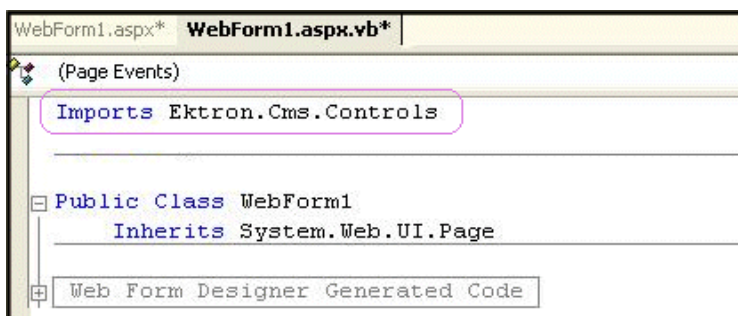 WebForm1.aspx* WebForm1.aspx.vb*
(Page Events)
Imports Ektron.Cms.Controls
Public Class WebForm1
Inherits System.Web.UI.Page
Web Form Designer Generated Code